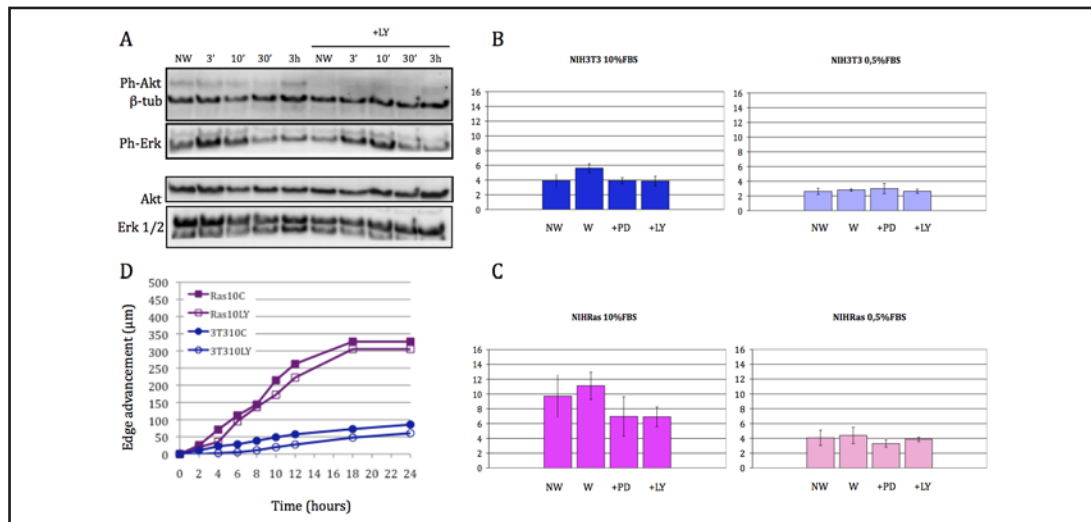 A
+LY
NW 3' 10' 30' 3h NW 3' 10' 30' 3h
Ph-Akt
β-tub
Ph-Erk
Akt
Erk 1/2
B
NIH3T3 10%FBS
16
14
12
10
8
6
4
2
0
NW W +PD +LY
NIH3T3 0,5%FBS
16
14
12
10
8
6
4
2
0
NW W +PD +LY
D
Edge advancement (µm)
500
450
400
350
300
250
200
150
100
50
0
Ras10C
Ras10LY
3T310C
3T310LY
0 2 4 6 8 10 12 14 16 18 20 22 24
Time (hours)
C
NIHRas 10%FBS
16
14
12
10
8
6
4
2
0
NW W +PD +LY
NIHRas 0,5%FBS
16
14
12
10
8
6
4
2
0
NW W +PD +LY